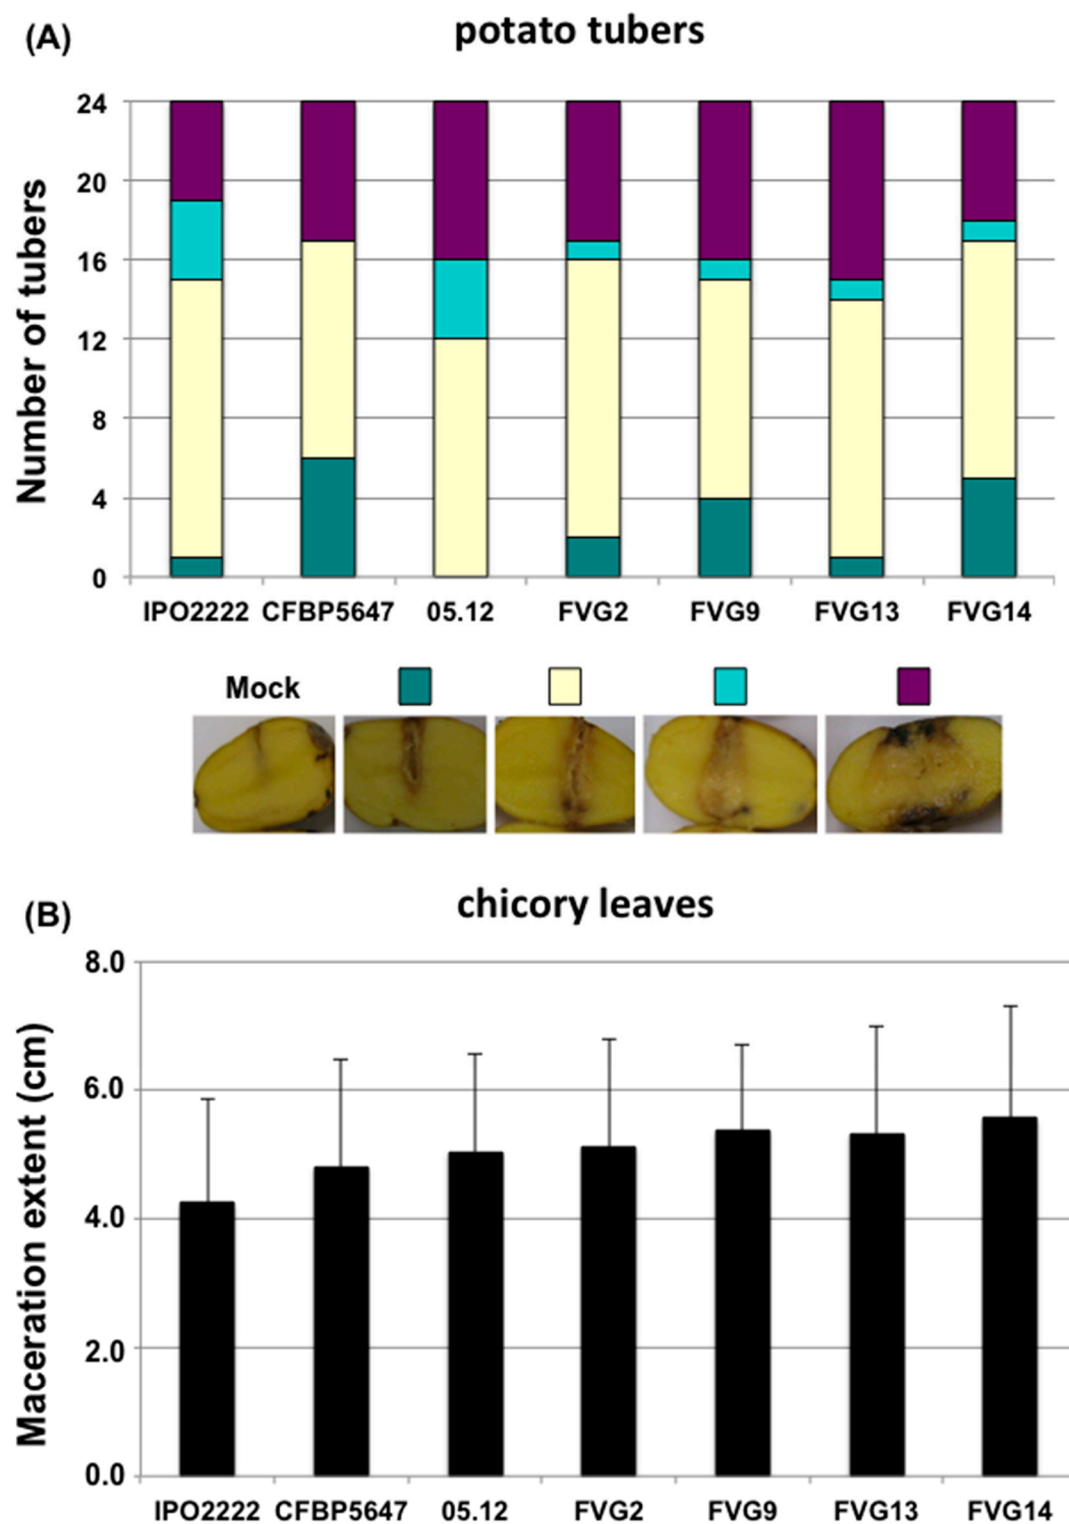 (A)
potato tubers
Number of tubers
24
20
16
12
8
4
0
IPO2222 CFBP5647 05.12 FVG2 FVG9 FVG13 FVG14
Mock
(B)
chicory leaves
Maceration extent (cm)
8.0
6.0
4.0
2.0
0.0
IPO2222 CFBP5647 05.12 FVG2 FVG9 FVG13 FVG14